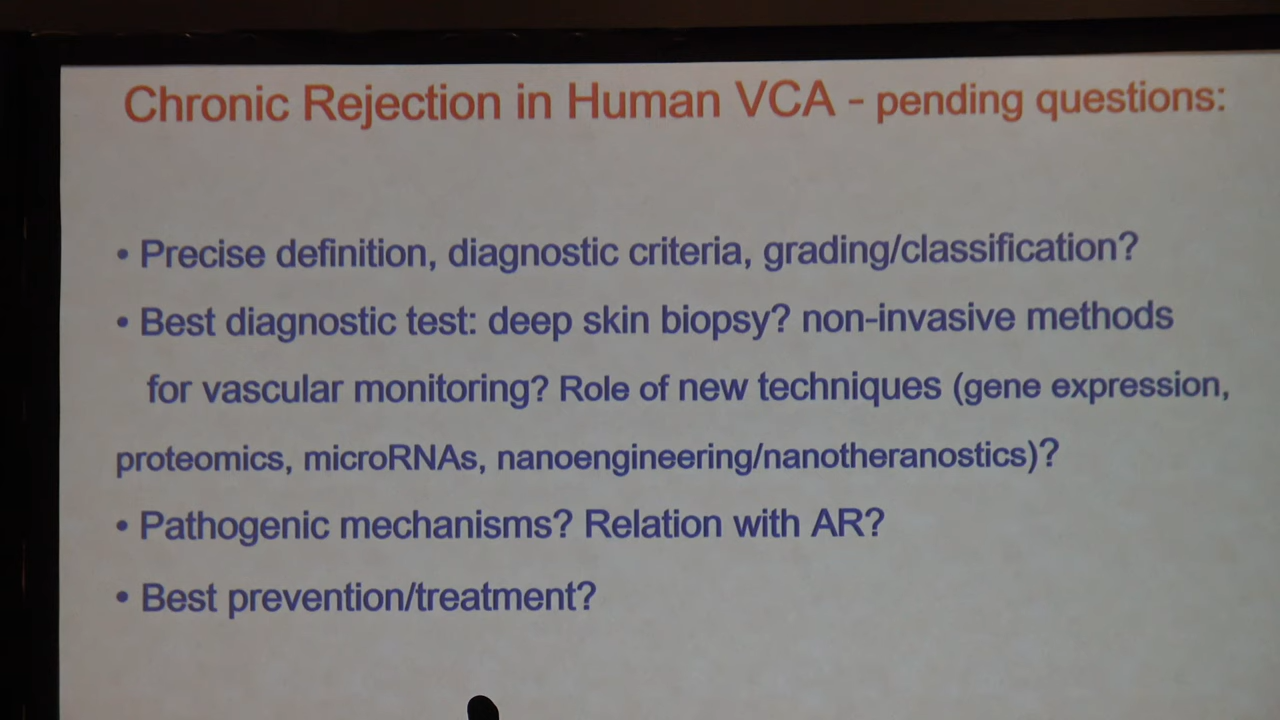 Chronic Rejection in Human VCA - pending questions:
• Precise definition, diagnostic criteria, grading/classification?
• Best diagnostic test: deep skin biopsy? non-invasive methods
for vascular monitoring? Role of new techniques (gene expression,
proteomics, microRNAs, nanoengineering/nanotheranostics)?
• Pathogenic mechanisms? Relation with AR?
• Best prevention/treatment?